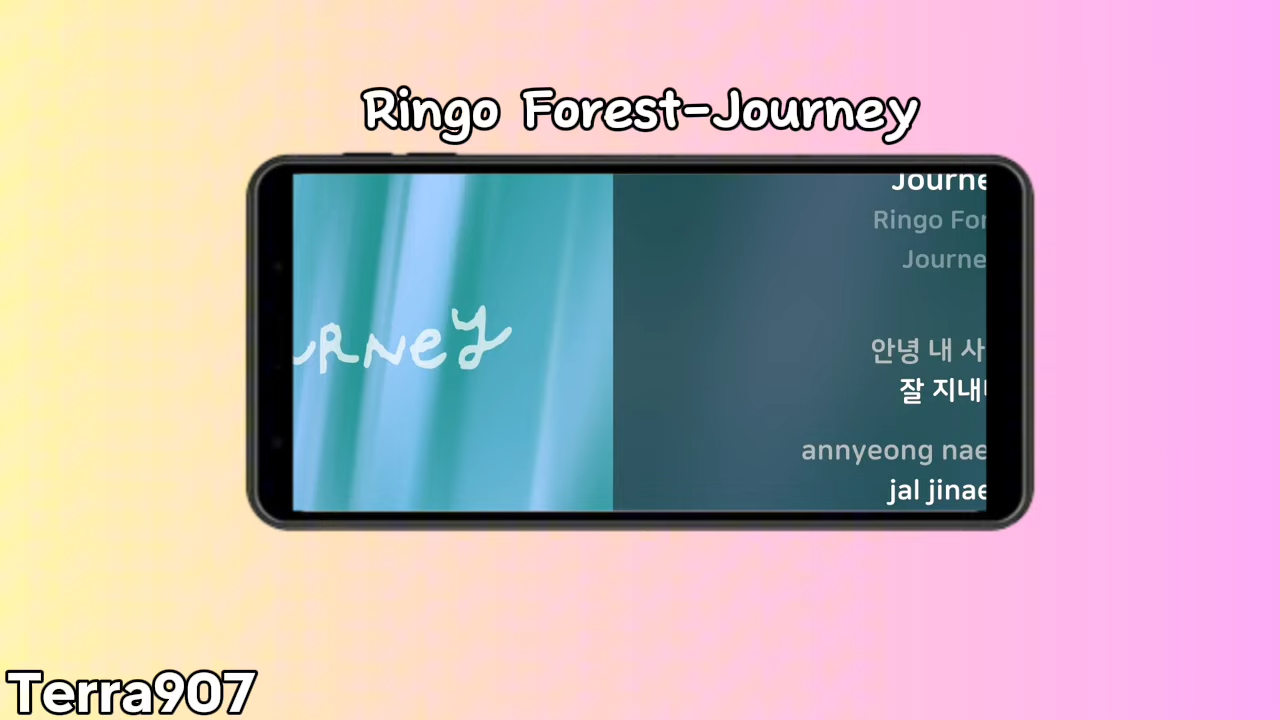 Ringo Forest-Journey
Journe
Ringo For
Journe
URNey
안녕 내 사
잘 지내
annyeong nae
jal jinae
Terra907